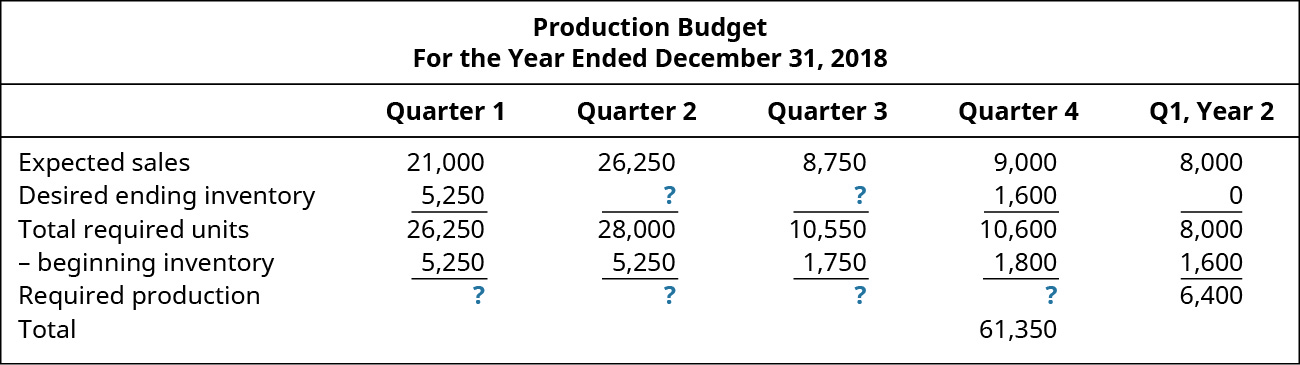 Production Budget
For the Year Ended December 31, 2018
Quarter 1 Quarter 2 Quarter 3 Quarter 4 Q1, Year 2
Expected sales 21,000 26,250 8,750 9,000 8,000
Desired ending inventory 5,250 ? ? 1,600 0
Total required units 26,250 28,000 10,550 10,600 8,000
– beginning inventory 5,250 5,250 1,750 1,800 1,600
Required production ? ? ? ? 6,400
Total 61,350